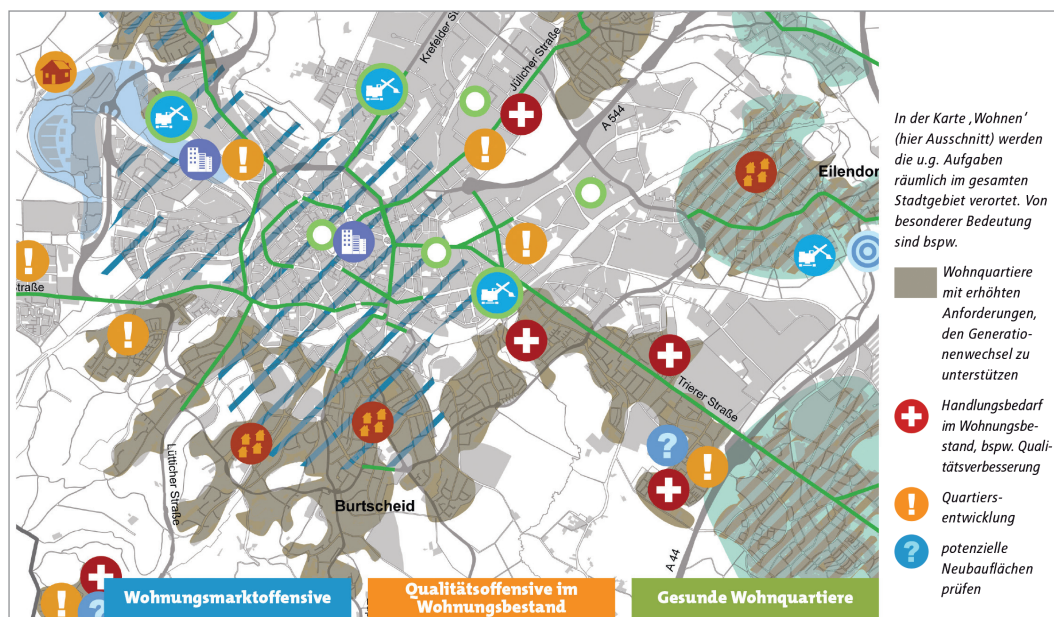 Krefelder St
Jülicher Straße
A 544
Eilendor
Straße
Trierer Straße
Lütticher Straße
Burtscheid
A 44
Wohnungsmarktoffensive
Qualitätsoffensive im
Wohnungsbestand
Gesunde Wohnquartiere
In der Karte ‚Wohnen‘
(hier Ausschnitt) werden
die u.g. Aufgaben
räumlich im gesamten
Stadtgebiet verortet. Von
besonderer Bedeutung
sind bspw.
Wohnquartiere
mit erhöhten
Anforderungen,
den Generatio-
nenwechsel zu
unterstützen
Handlungsbedarf
im Wohnungsbe-
stand, bspw. Quali-
tätsverbesserung
Quartiers-
entwicklung
potenzielle
Neubauflächen
prüfen